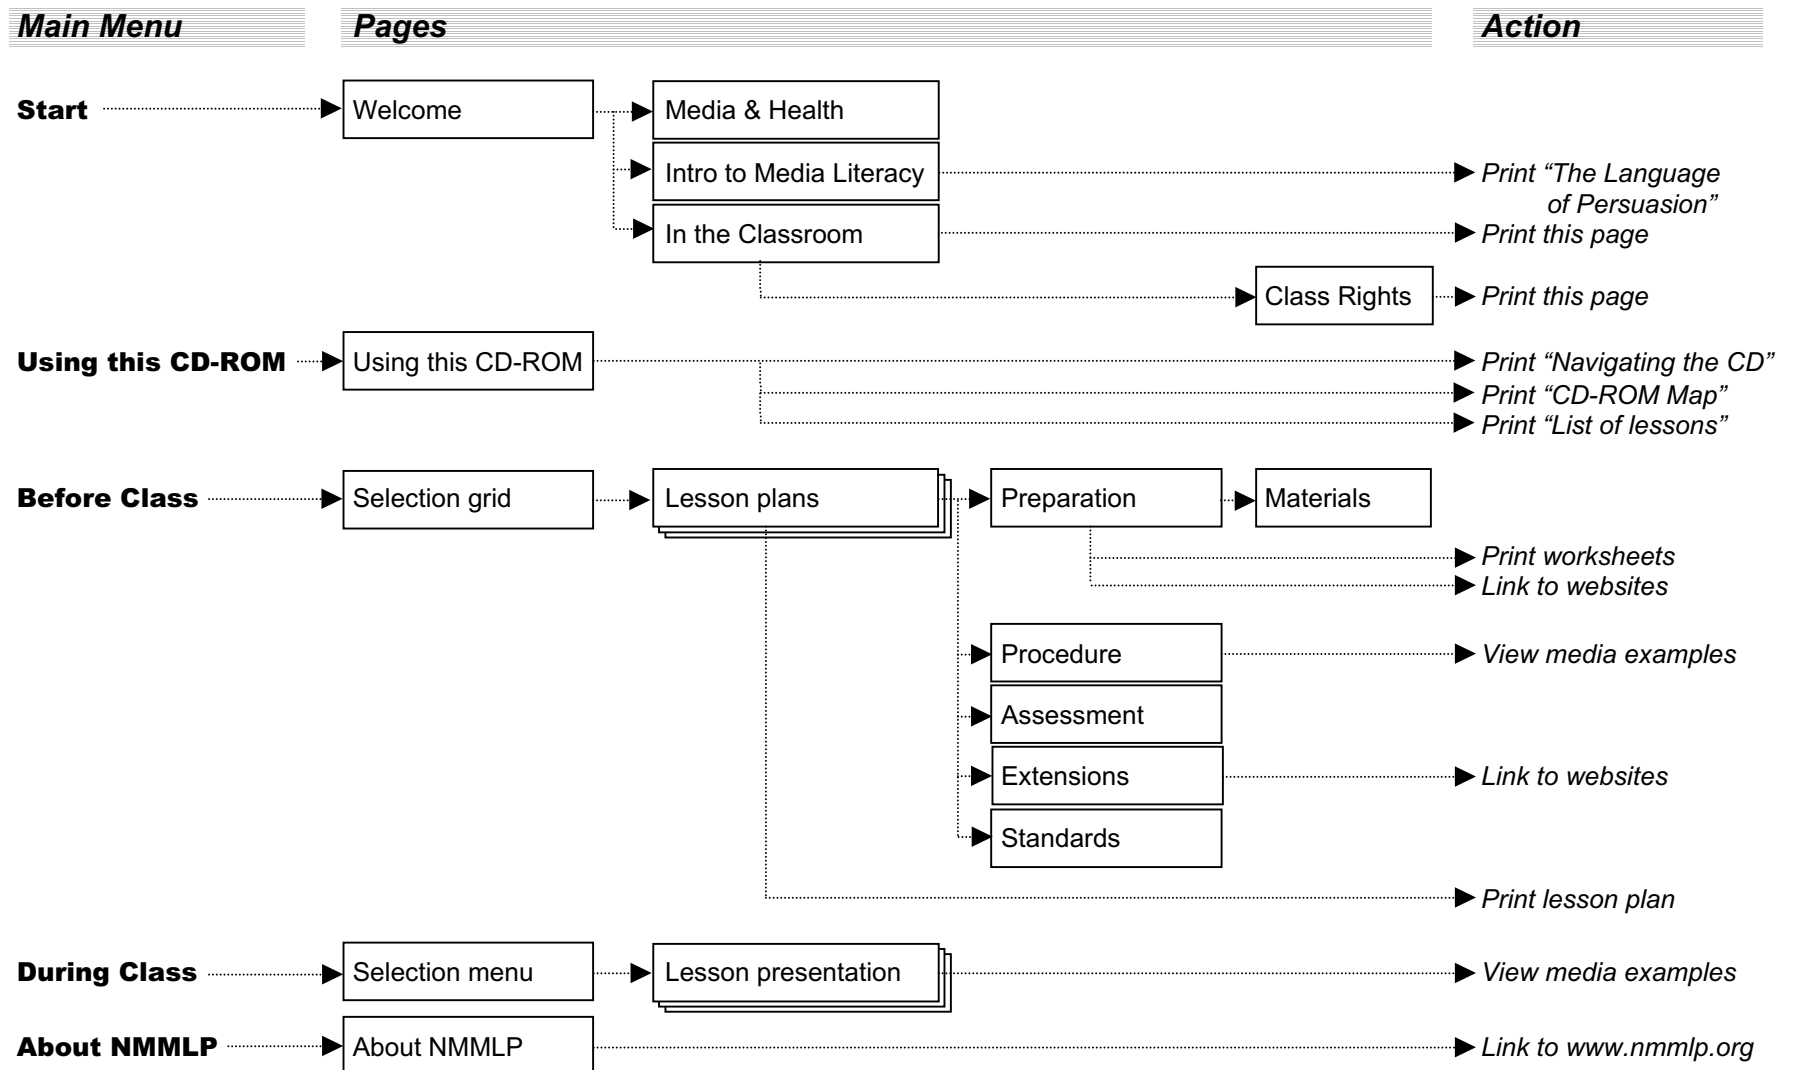 Main Menu Pages Action
Start Welcome Media & Health
Intro to Media Literacy Print “The Language
of Persuasion”
In the Classroom Print this page
Class Rights Print this page
Using this CD-ROM Using this CD-ROM Print “Navigating the CD”
Print “CD-ROM Map”
Print “List of lessons”
Before Class Selection grid Lesson plans Preparation Materials
Print worksheets
Link to websites
Procedure View media examples
Assessment
Extensions Link to websites
Standards
Print lesson plan
During Class Selection menu Lesson presentation View media examples
About NMMLP About NMMLP Link to www.nmmlp.org